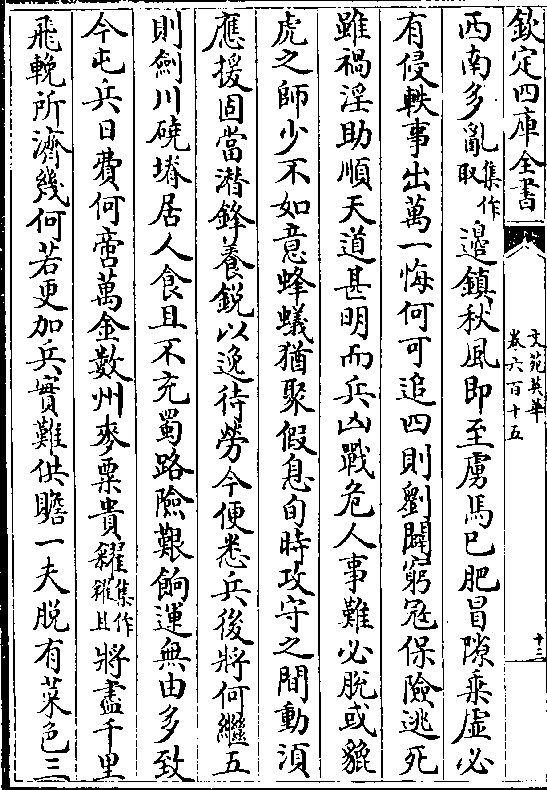 欽定四庫全書
文苑英華
卷六百十五
十三
西南多亂集作取邉鎮秋風即至虜馬已肥冒隙乗虚必
有侵軼事出萬一悔何可追四則劉闢窮冦保險逃死
雖禍淫助順天道甚明而兵凶戰危人事難必脱或貔
虎之師少不如意蜂蟻猶聚假息旬時攻守之間動湏
應援固當潜鋒養鋭以逸待勞今便悉兵後將何繼五
則劍川磽塉居人食且不充蜀路險艱餉運無由多致
今屯兵日費何啻萬金數州麥粟貴糴集作糴且將盡千里
飛輓所濟幾何若更加兵實難供贍一夫脱有菜色三